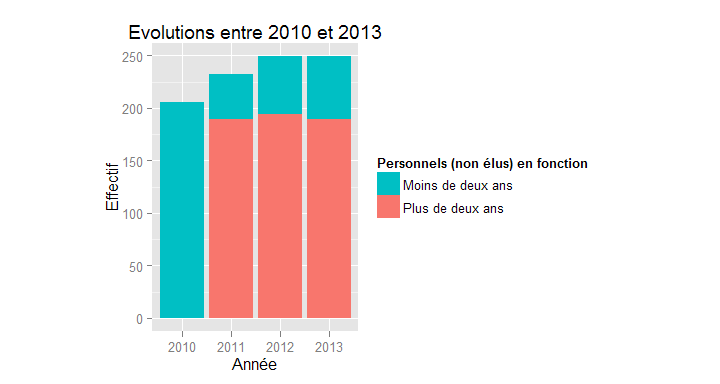 Evolutions entre 2010 et 2013
250
200
150
100
50
0
Effectif
2010 2011 2012 2013
Année
Personnels (non élus) en fonction
Moins de deux ans
Plus de deux ans